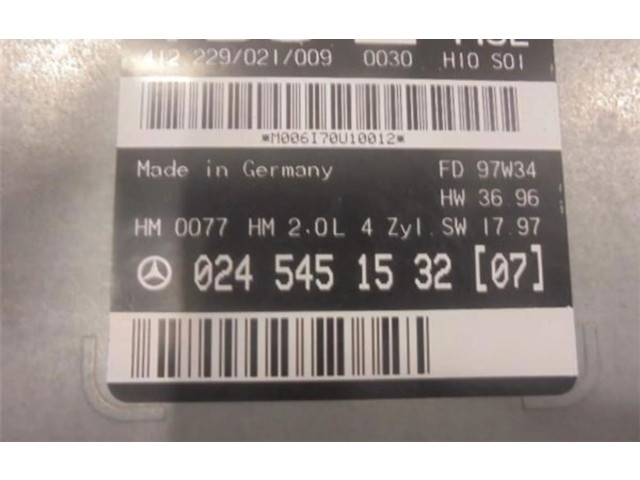 412 229/021/009 0030 H10 S01
*M006I70U10012*
Made in Germany FD 97W34
HW 36.96
HM 0077 HM 2.0L 4 Zyl. SW 17.97
024 545 15 32 [07]